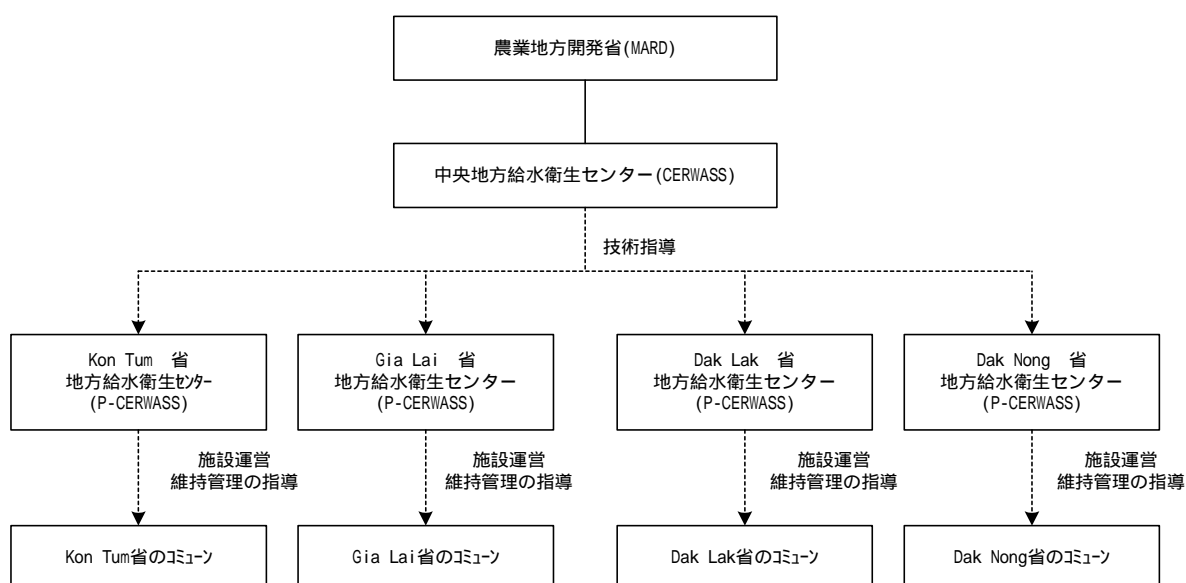 農業地方開発省(MARD)
中央地方給水衛生センター(CERWASS)
技術指導
Kon Tum 省
地方給水衛生ｾﾝﾀｰ
(P-CERWASS)
Gia Lai 省
地方給水衛生センター
(P-CERWASS)
Dak Lak 省
地方給水衛生センター
(P-CERWASS)
Dak Nong 省
地方給水衛生センター
(P-CERWASS)
施設運営
維持管理の指導
施設運営
維持管理の指導
施設運営
維持管理の指導
施設運営
維持管理の指導
Kon Tum省のｺﾐｭｰﾝ
Gia Lai省のｺﾐｭｰﾝ
Dak Lak省のｺﾐｭｰﾝ
Dak Nong省のｺﾐｭｰﾝ